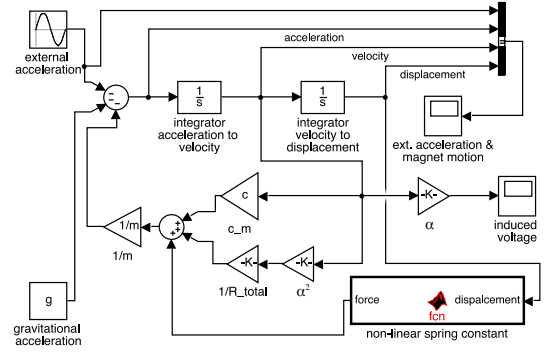 external
acceleration
acceleration
velocity
displacement
1
s
integrator
acceleration to
velocity
1
s
integrator
velocity to
displacement
ext. acceleration &
magnet motion
c
c_m
-K-
α
induced
voltage
1/m
1/m
-K-
1/R_total
-K-
α²
g
gravitational
acceleration
force
dispalcement
fcn
non-linear spring constant